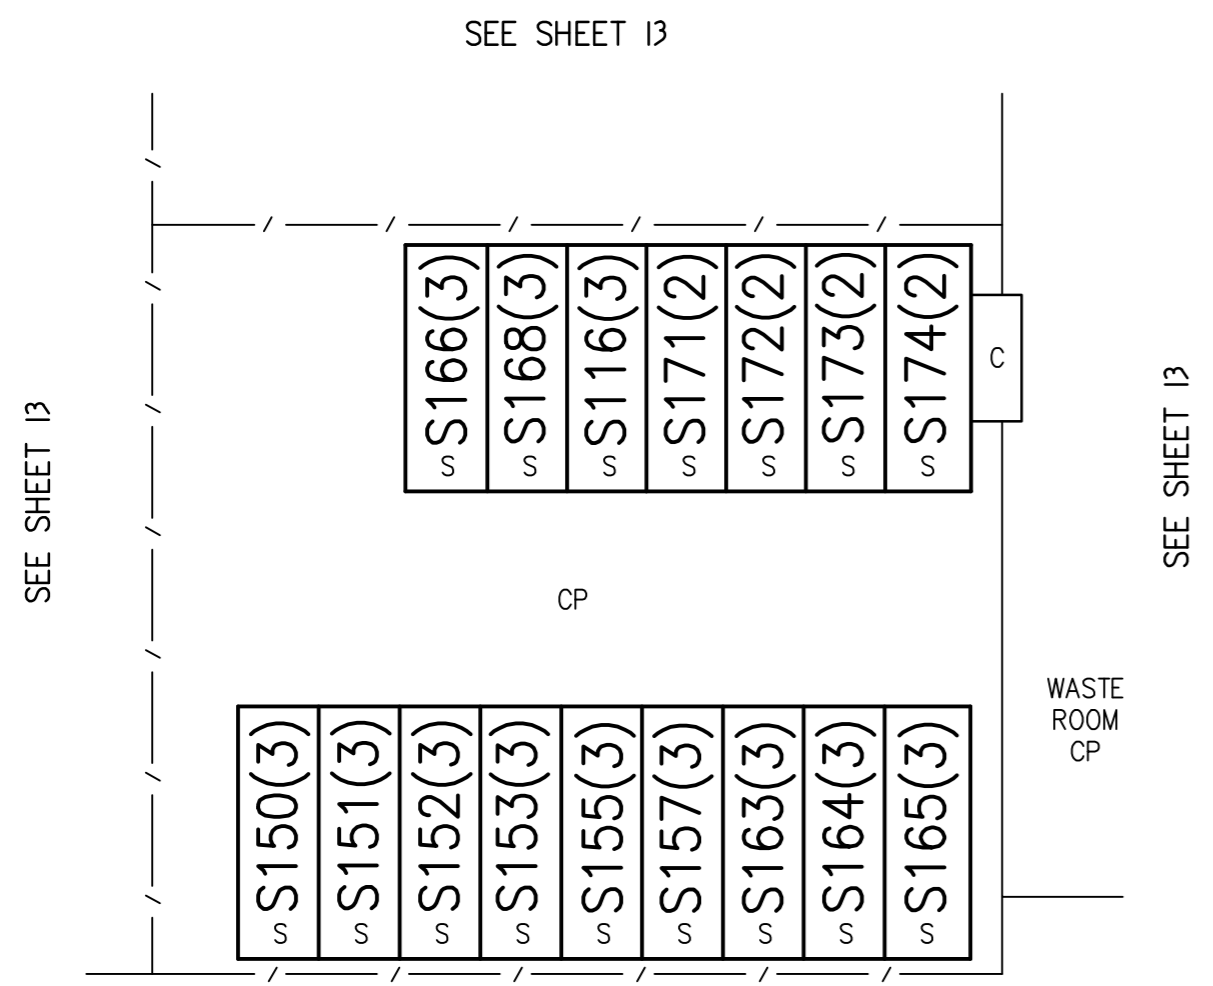 SEE SHEET 13
S166(3)
S
S168(3)
S
S116(3)
S
S171(2)
S
S172(2)
S
S173(2)
S
S174(2)
S
C
SEE SHEET 13
SEE SHEET 13
CP
WASTE
ROOM
CP
S150(3)
S
S151(3)
S
S152(3)
S
S153(3)
S
S155(3)
S
S157(3)
S
S163(3)
S
S164(3)
S
S165(3)
S